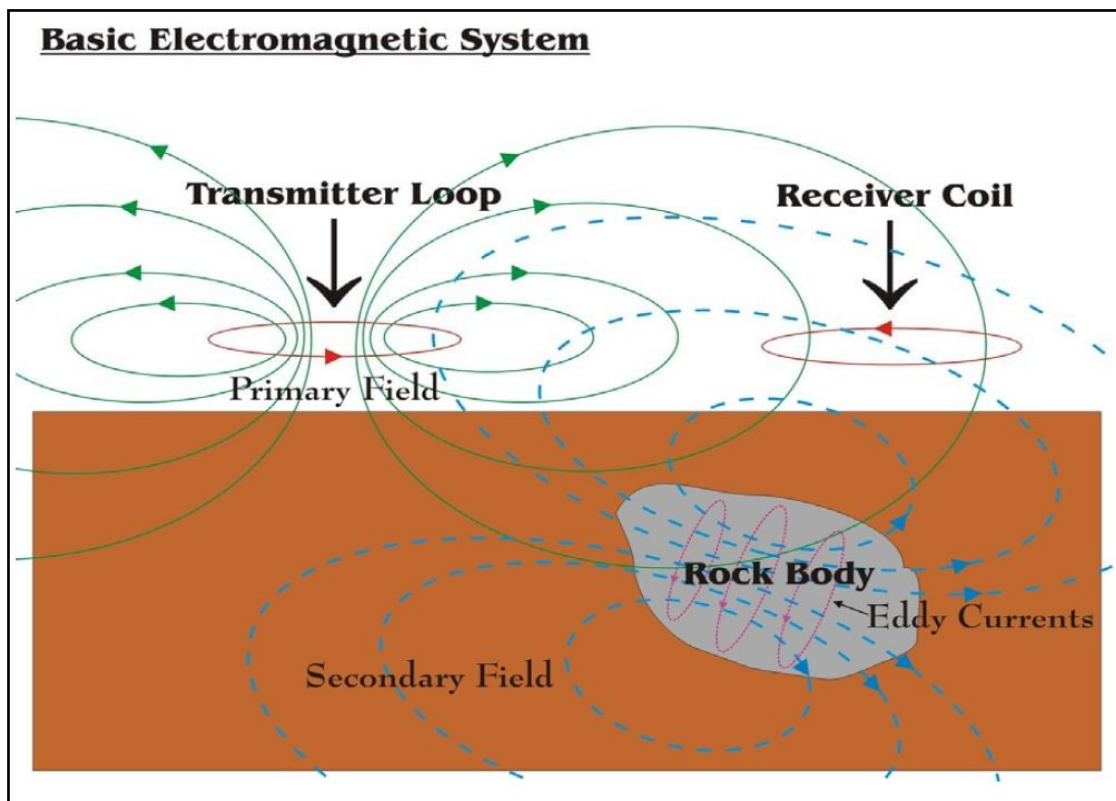 Basic Electromagnetic System
Transmitter Loop
Receiver Coil
Primary Field
Rock Body
Eddy Currents
Secondary Field